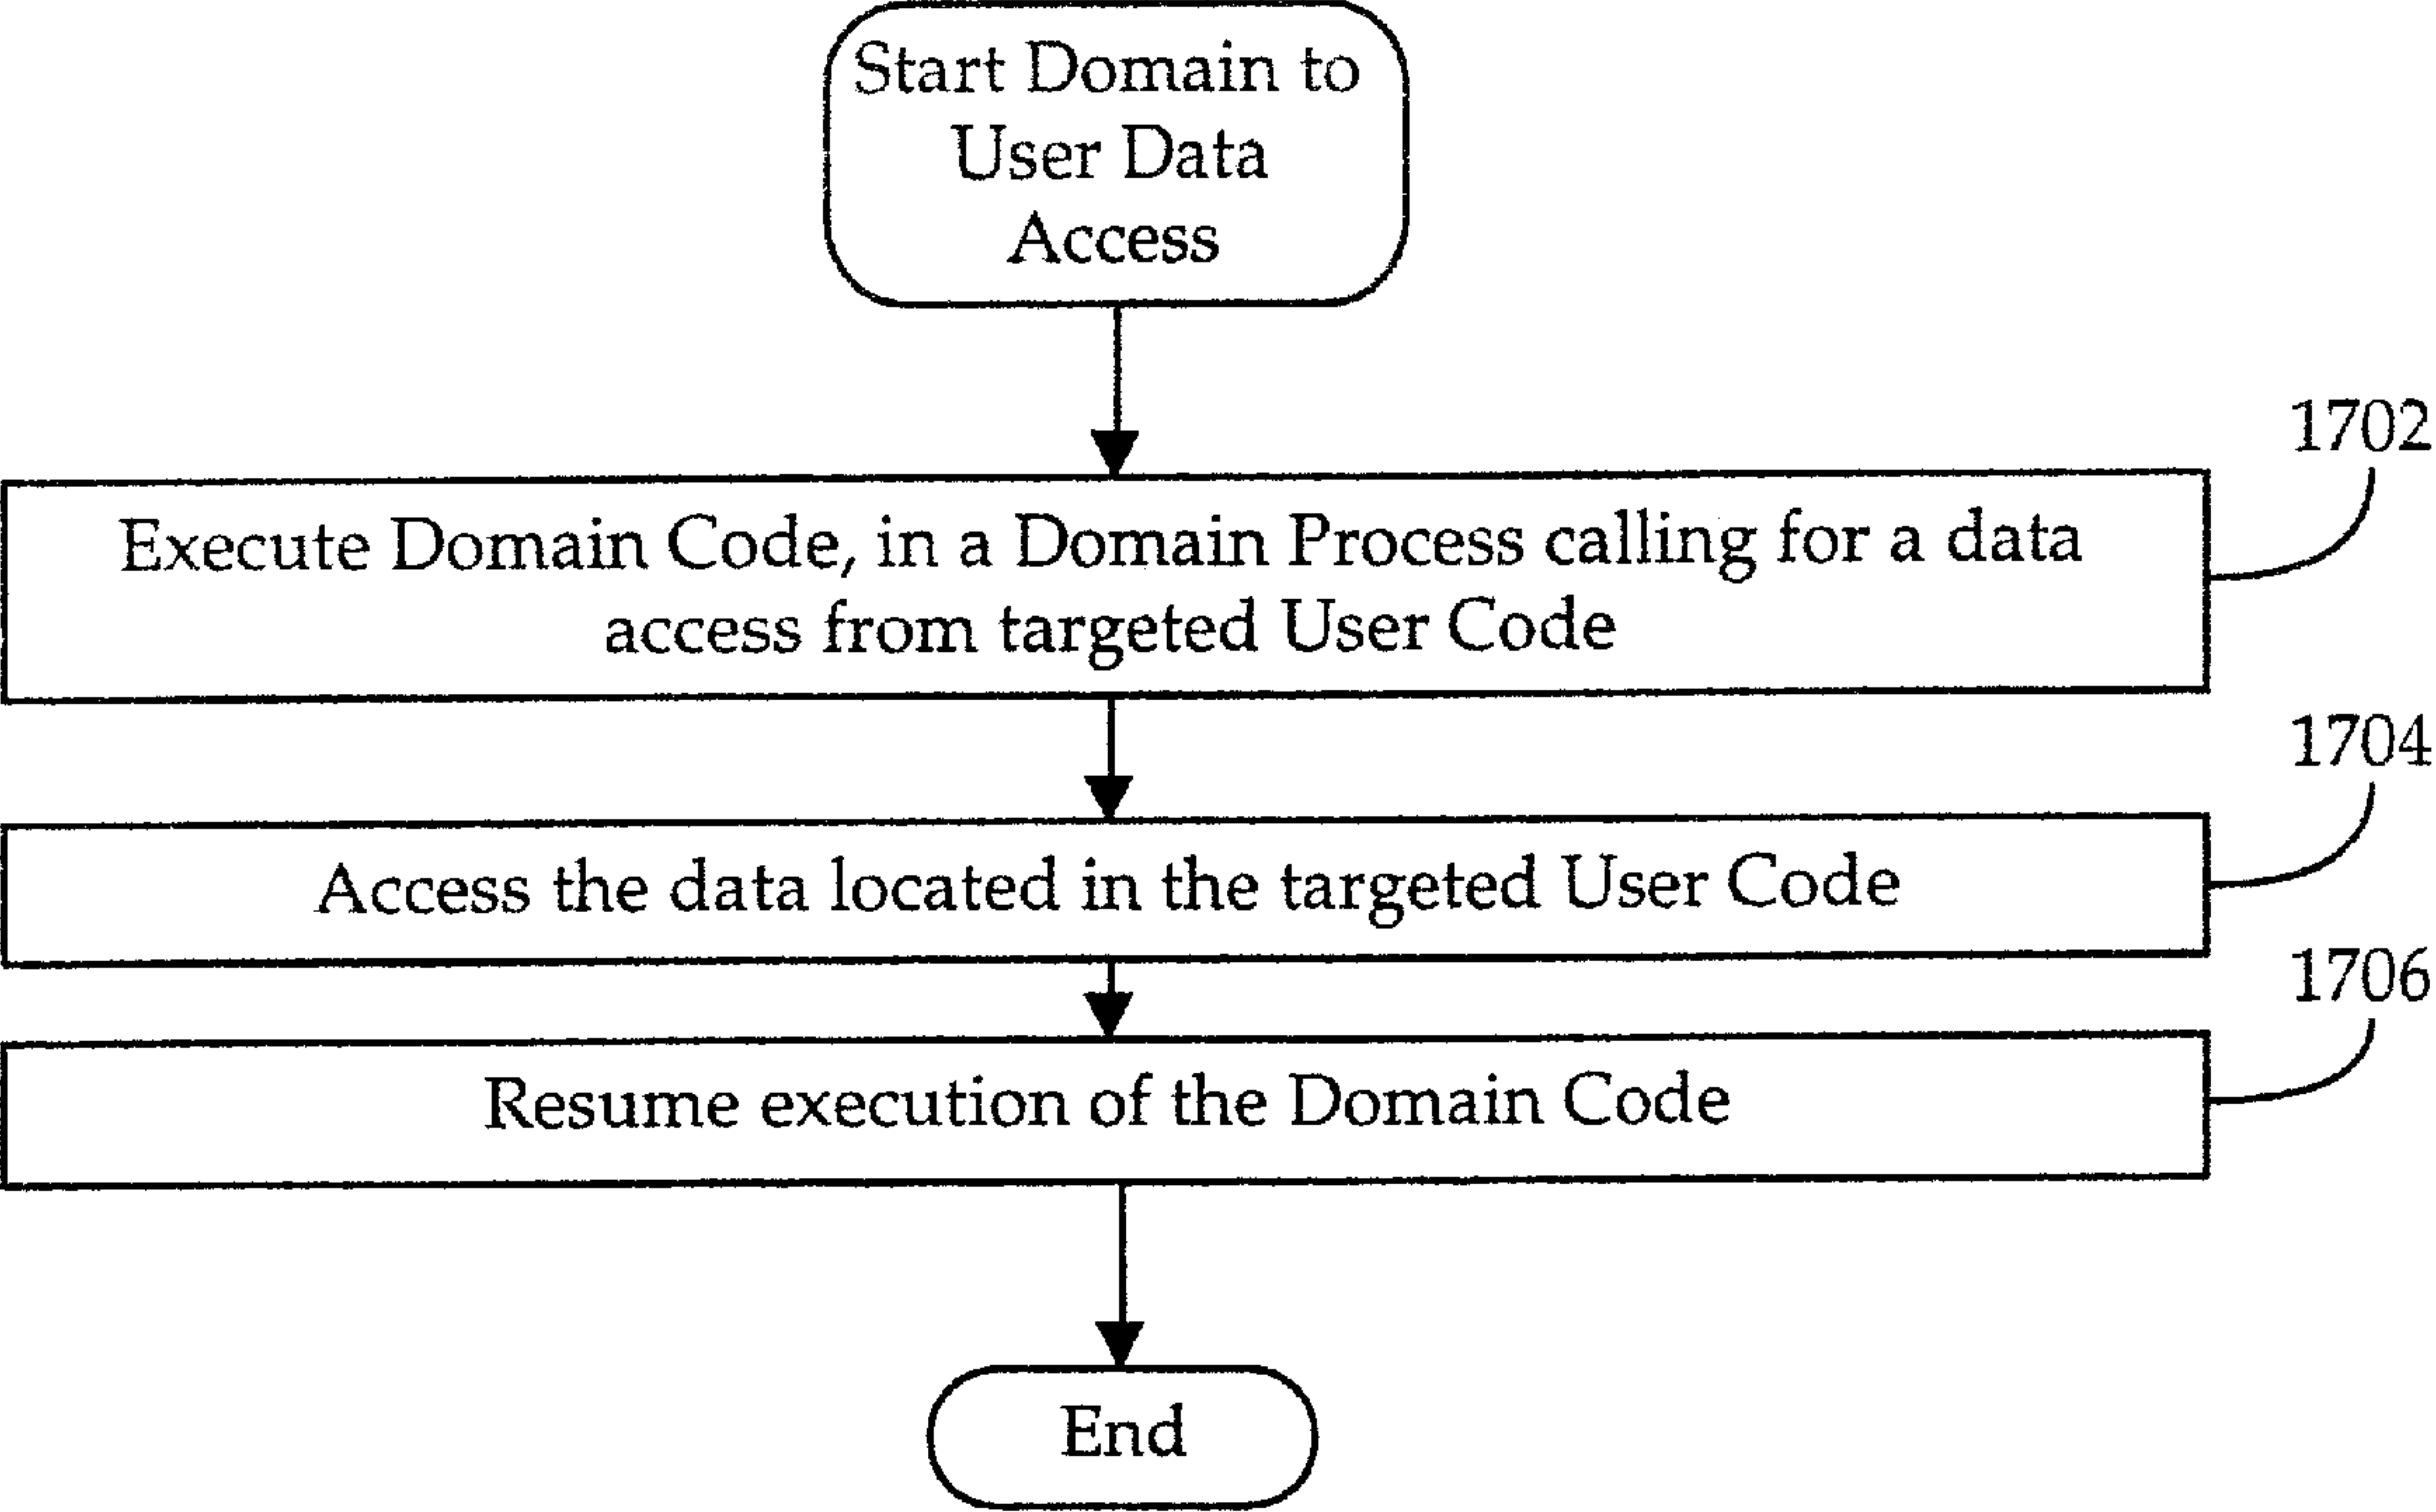 Start Domain to
User Data
Access
1702
Execute Domain Code, in a Domain Process calling for a data
access from targeted User Code
1704
Access the data located in the targeted User Code
1706
Resume execution of the Domain Code
End